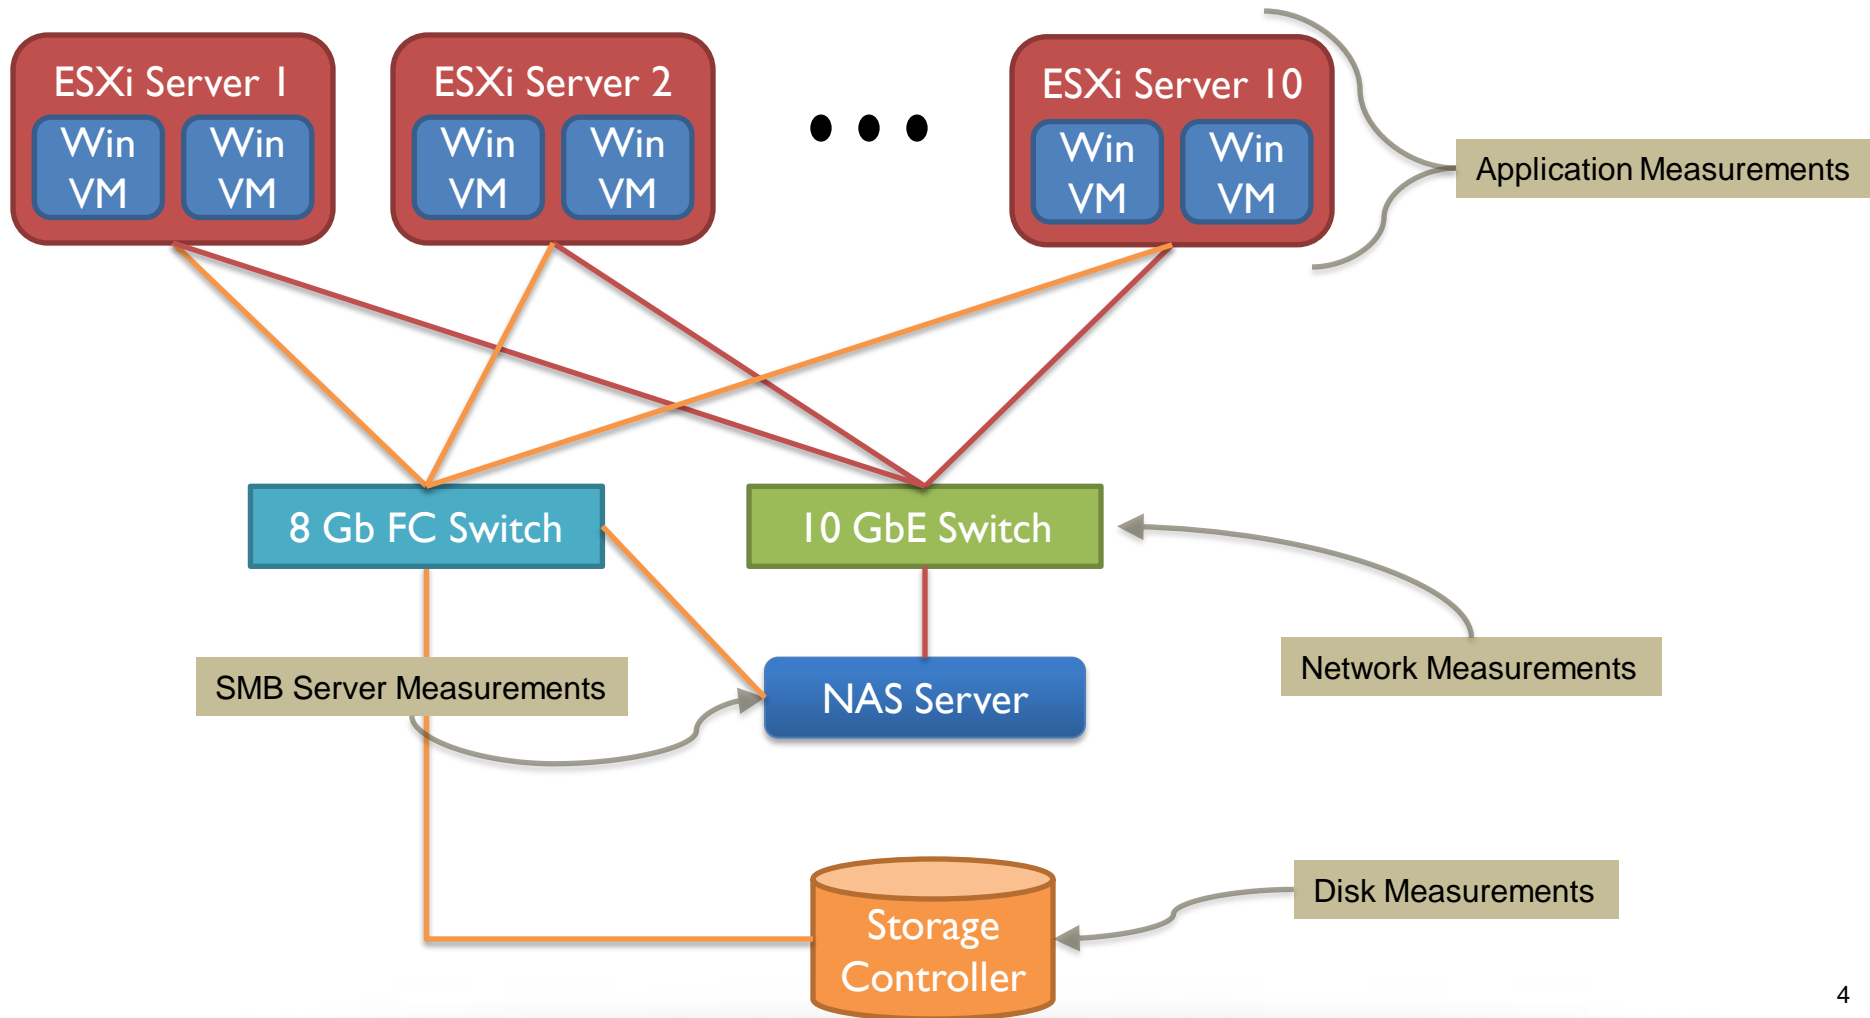 ESXi Server 1
Win
VM
Win
VM
ESXi Server 2
Win
VM
Win
VM
ESXi Server 10
Win
VM
Win
VM
Application Measurements
8 Gb FC Switch
10 GbE Switch
Network Measurements
SMB Server Measurements
NAS Server
Disk Measurements
Storage
Controller
4